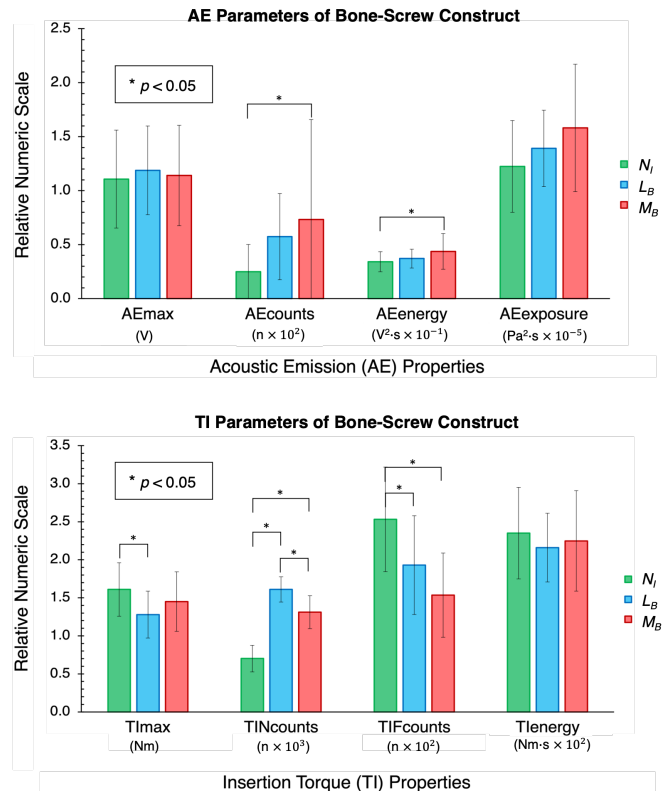 AE Parameters of Bone-Screw Construct
2.5
2.0
1.5
1.0
0.5
0.0
Relative Numeric Scale
* p < 0.05
*
*
N_I
L_B
M_B
AEmax AEcounts AEenergy AEexposure
(V) (n × 10²) (V²·s × 10⁻¹) (Pa²·s × 10⁻⁵)
Acoustic Emission (AE) Properties
TI Parameters of Bone-Screw Construct
3.5
3.0
2.5
2.0
1.5
1.0
0.5
0.0
Relative Numeric Scale
* p < 0.05
*
*
*
*
*
*
N_I
L_B
M_B
TImax TINcounts TIFcounts TIenergy
(Nm) (n × 10³) (n × 10²) (Nm·s × 10²)
Insertion Torque (TI) Properties